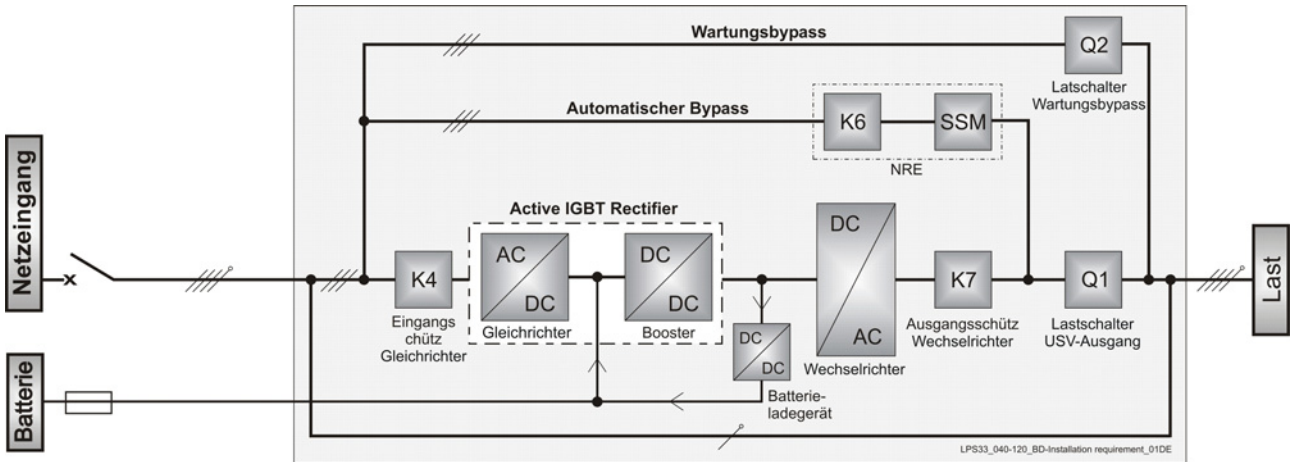 Wartungsbypass
Q2
Latschalter
Wartungsbypass
Automatischer Bypass
K6
SSM
NRE
Netzeingang
Active IGBT Rectifier
K4
Eingangs
chütz
Gleichrichter
AC
DC
Gleichrichter
DC
DC
Booster
DC
DC
Batterie-
ladegerät
DC
AC
Wechselrichter
K7
Ausgangsschütz
Wechselrichter
Q1
Lastschalter
USV-Ausgang
Last
Batterie
LPS33_040-120_BD-Installation requirement_01DE